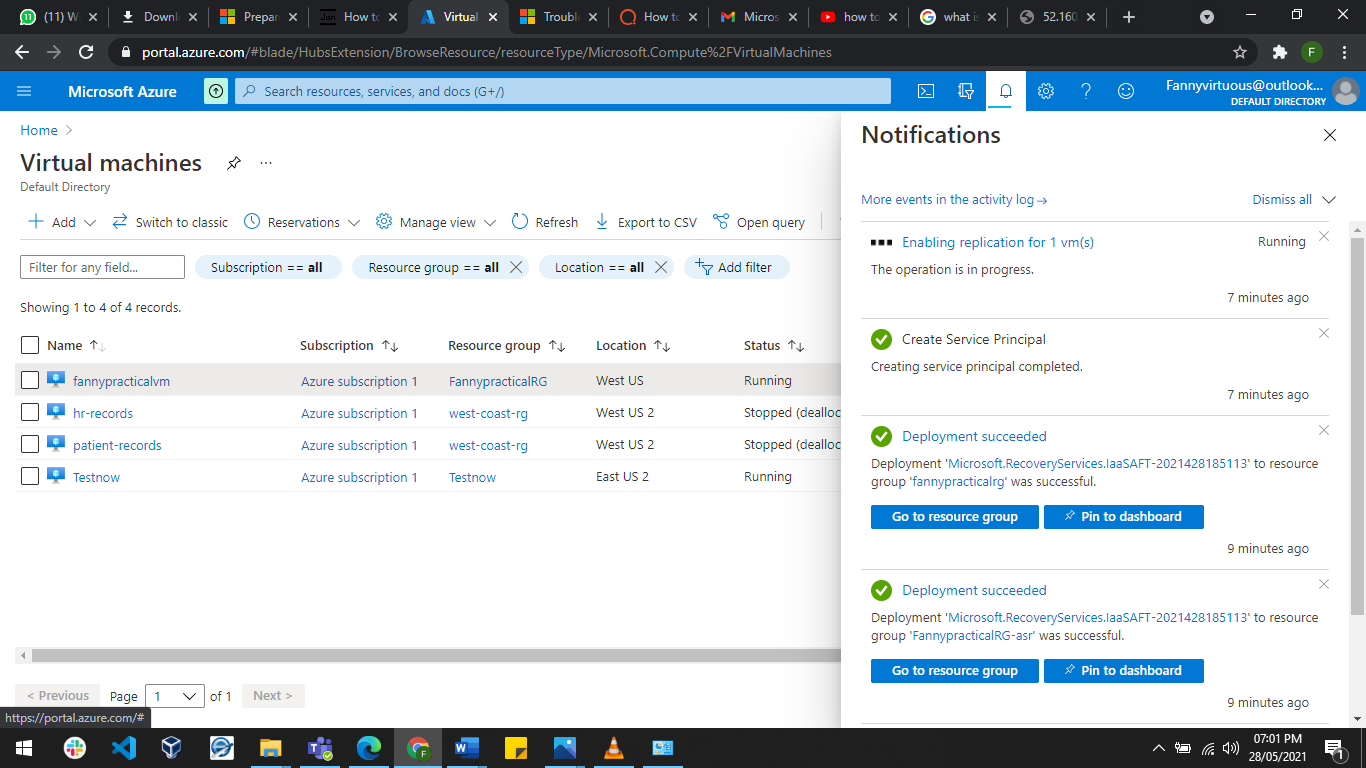 (11) W
Downl
Prepar
Jan
How to
Virtual
Troubl
How to
Micros
how to
what is
52.160
portal.azure.com/#blade/HubsExtension/BrowseResource/resourceType/Microsoft.Compute%2FVirtualMachines
F
Microsoft Azure
Search resources, services, and docs (G+/)
Fannyvirtuous@outlook...
DEFAULT DIRECTORY
Home >
Virtual machines
...
Default Directory
Add
Switch to classic
Reservations
Manage view
Refresh
Export to CSV
Open query
Filter for any field...
Subscription == all
Resource group == all
Location == all
Add filter
Showing 1 to 4 of 4 records.
Name Subscription Resource group Location Status
fannypracticalvm Azure subscription 1 FannypracticalRG West US Running
hr-records Azure subscription 1 west-coast-rg West US 2 Stopped (dealloc
patient-records Azure subscription 1 west-coast-rg West US 2 Stopped (dealloc
Testnow Azure subscription 1 Testnow East US 2 Running
< Previous Page 1 of 1 Next >
https://portal.azure.com/#
Notifications
More events in the activity log→
Dismiss all
Enabling replication for 1 vm(s)
Running
The operation is in progress.
7 minutes ago
Create Service Principal
Creating service principal completed.
7 minutes ago
Deployment succeeded
Deployment 'Microsoft.RecoveryServices.IaaSAFT-2021428185113' to resource
group 'fannypracticalrg' was successful.
Go to resource group
Pin to dashboard
9 minutes ago
Deployment succeeded
Deployment 'Microsoft.RecoveryServices.IaaSAFT-2021428185113' to resource
group 'FannypracticalRG-asr' was successful.
Go to resource group
Pin to dashboard
9 minutes ago
07:01 PM
28/05/2021
1